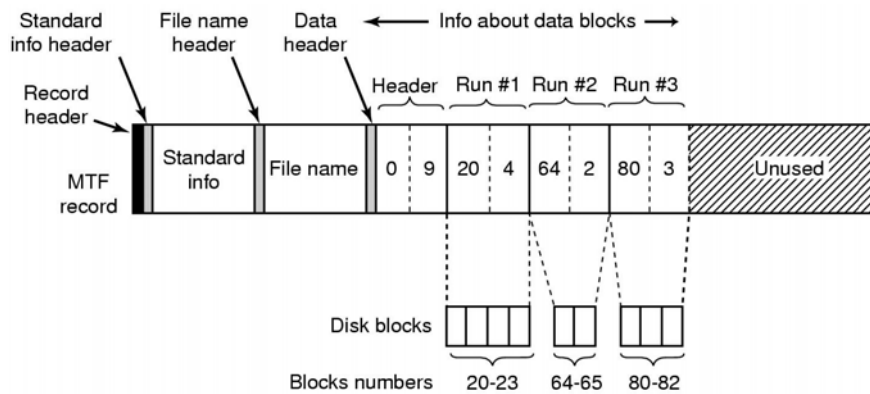 Standard info header
File name header
Data header
Info about data blocks
Record header
Header
Run #1
Run #2
Run #3
MTF record
Standard info
File name
0 9 20 4 64 2 80 3
Unused
Disk blocks
Blocks numbers 20-23 64-65 80-82